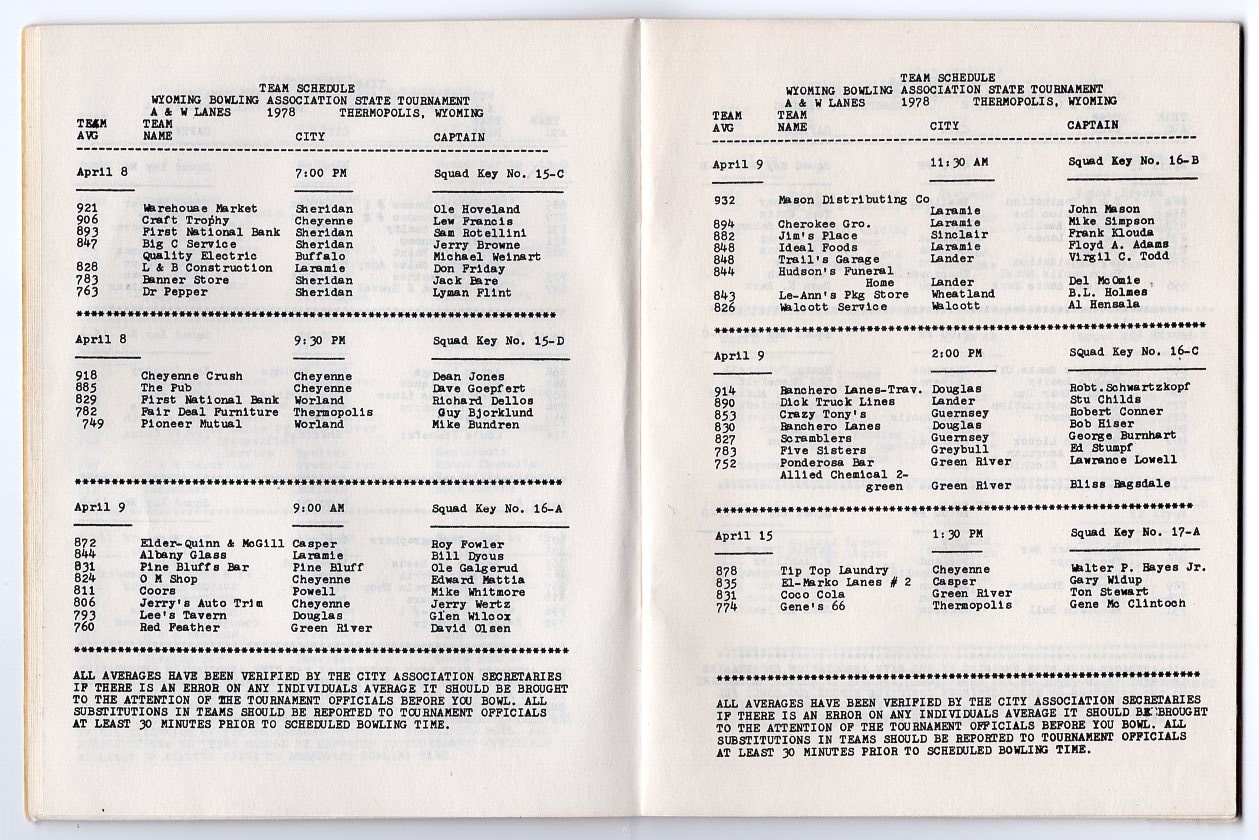 TEAM SCHEDULE
WYOMING BOWLING ASSOCIATION STATE TOURNAMENT
A & W LANES 1978 THERMOPOLIS, WYOMING
TEAM TEAM
AVG NAME CITY CAPTAIN
April 8 7:00 PM Squad Key No. 15-C
921 Warehouae Market Sheridan Ole Hoveland
906 Craft Trophy Cheyenne Lew Francis
893 First National Bank Sheridan Sam Rotellini
847 Big C Service Sheridan Jerry Browne
Quality Electric Buffalo Michael Weinart
828 L & B Construction Laramie Don Friday
783 Banner Store Sheridan Jack Bare
763 Dr Pepper Sheridan Lyman Flint
April 8 9:30 PM Squad Key No. 15-D
918 Cheyenne Crush Cheyenne Dean Jones
885 The Pub Cheyenne Dave Goepfert
829 First National Bank Worland Richard Dellos
782 Fair Deal Furniture Thermopolis Guy Bjorklund
749 Pioneer Mutual Worland Mike Bundren
April 9 9:00 AM Squad Key No. 16-A
872 Elder-Quinn & McGill Casper Roy Fowler
844 Albany Glass Laramie Bill Dyous
831 Pine Bluffs Bar Pine Bluff Ole Galgerud
824 O M Shop Cheyenne Edward Mattia
811 Coors Powell Mike Whitmore
806 Jerry's Auto Trim Cheyenne Jerry Wertz
793 Lee's Tavern Douglas Glen Wilcox
760 Red Feather Green River David Olsen
ALL AVERAGES HAVE BEEN VERIFIED BY THE CITY ASSOCIATION SECRETARIES
IF THERE IS AN ERROR ON ANY INDIVIDUALS AVERAGE IT SHOULD BE BROUGHT
TO THE ATTENTION OF THE TOURNAMENT OFFICIALS BEFORE YOU BOWL. ALL
SUBSTITUTIONS IN TEAMS SHOULD BE REPORTED TO TOURNAMENT OFFICIALS
AT LEAST 30 MINUTES PRIOR TO SCHEDULED BOWLING TIME.
TEAM SCHEDULE
WYOMING BOWLING ASSOCIATION STATE TOURNAMENT
A & W LANES 1978 THERMOPOLIS, WYOMING
TEAM TEAM
AVG NAME CITY CAPTAIN
April 9 11:30 AM Squad Key No. 16-B
932 Mason Distributing Co
Laramie John Mason
894 Cherokee Gro. Laramie Mike Simpson
882 Jim's Place Sinclair Frank Klouda
848 Ideal Foods Laramie Floyd A. Adams
848 Trail's Garage Lander Virgil C. Todd
844 Hudson's Funeral
Home Lander Del McOmie
843 Le-Ann's Pkg Store Wheatland B.L. Holmes
826 Walcott Service Walcott Al Hensala
April 9 2:00 PM SQuad Key No. 16-C
914 Banchero Lanes-Trav. Douglas Robt.Schwartzkopf
890 Dick Truck Lines Lander Stu Childs
853 Crazy Tony's Guernsey Robert Conner
830 Banchero Lanes Douglas Bob Hiser
827 Scramblers Guernsey George Burnhart
783 Five Sisters Greybull Ed Stumpf
752 Ponderosa Bar Green River Lawrance Lowell
Allied Chemical 2-
green Green River Bliss Ragsdale
April 15 1:30 PM Squad Key No. 17-A
878 Tip Top Laundry Cheyenne Walter P. Hayes Jr.
835 El-Marko Lanes # 2 Casper Gary Widup
831 Coco Cola Green River Ton Stewart
774 Gene's 66 Thermopolis Gene Mc Clintoch
ALL AVERAGES HAVE BEEN VERIFIED BY THE CITY ASSOCIATION SECRETARIES
IF THERE IS AN ERROR ON ANY INDIVIDUALS AVERAGE IT SHOULD BE BROUGHT
TO THE ATTENTION OF THE TOURNAMENT OFFICIALS BEFORE YOU BOWL. ALL
SUBSTITUTIONS IN TEAMS SHOULD BE REPORTED TO TOURNAMENT OFFICIALS
AT LEAST 30 MINUTES PRIOR TO SCHEDULED BOWLING TIME.